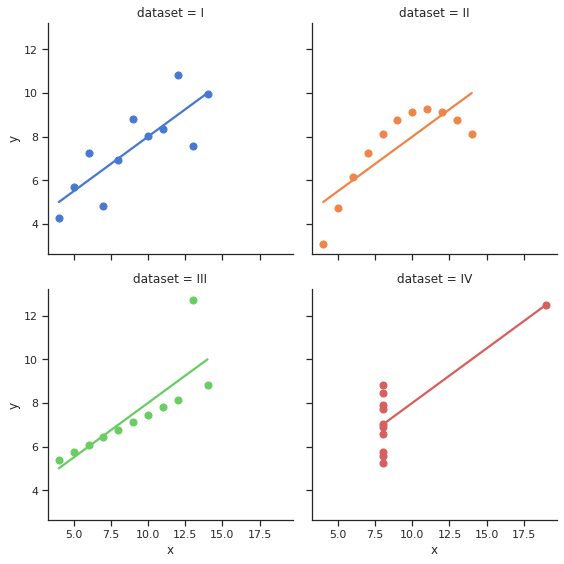 dataset = I
dataset = II
12
10
8
6
4
y
dataset = III
dataset = IV
12
10
8
6
4
y
5.0 7.5 10.0 12.5 15.0 17.5
x
5.0 7.5 10.0 12.5 15.0 17.5
x